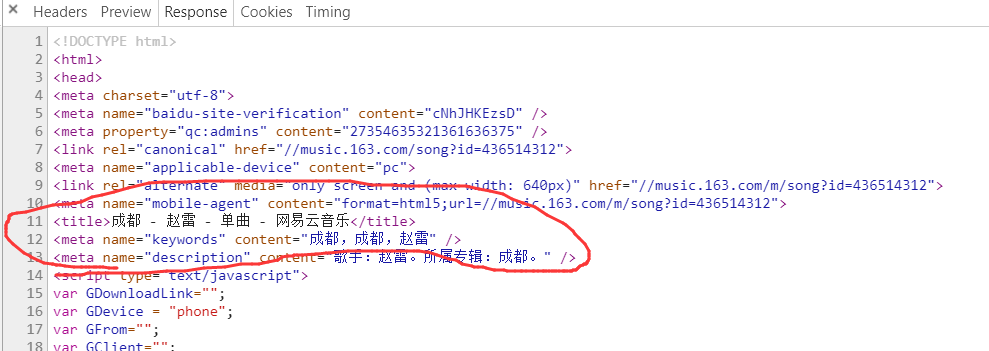 × Headers Preview Response Cookies Timing
1 <!DOCTYPE html>
2 <html>
3 <head>
4 <meta charset="utf-8">
5 <meta name="baidu-site-verification" content="cNhJHKEzsD" />
6 <meta property="qc:admins" content="27354635321361636375" />
7 <link rel="canonical" href="//music.163.com/song?id=436514312">
8 <meta name="applicable-device" content="pc">
9 <link rel="alternate" media="only screen and (max-width: 640px)" href="//music.163.com/m/song?id=436514312">
10 <meta name="mobile-agent" content="format=html5;url=//music.163.com/m/song?id=436514312">
11 <title>成都 - 赵雷 - 单曲 - 网易云音乐</title>
12 <meta name="keywords" content="成都，成都，赵雷" />
13 <meta name="description" content="歌手：赵雷。所属专辑：成都。" />
14 <script type="text/javascript">
15 var GDownloadLink="";
16 var GDevice = "phone";
17 var GFrom="";
18 var GClient="";